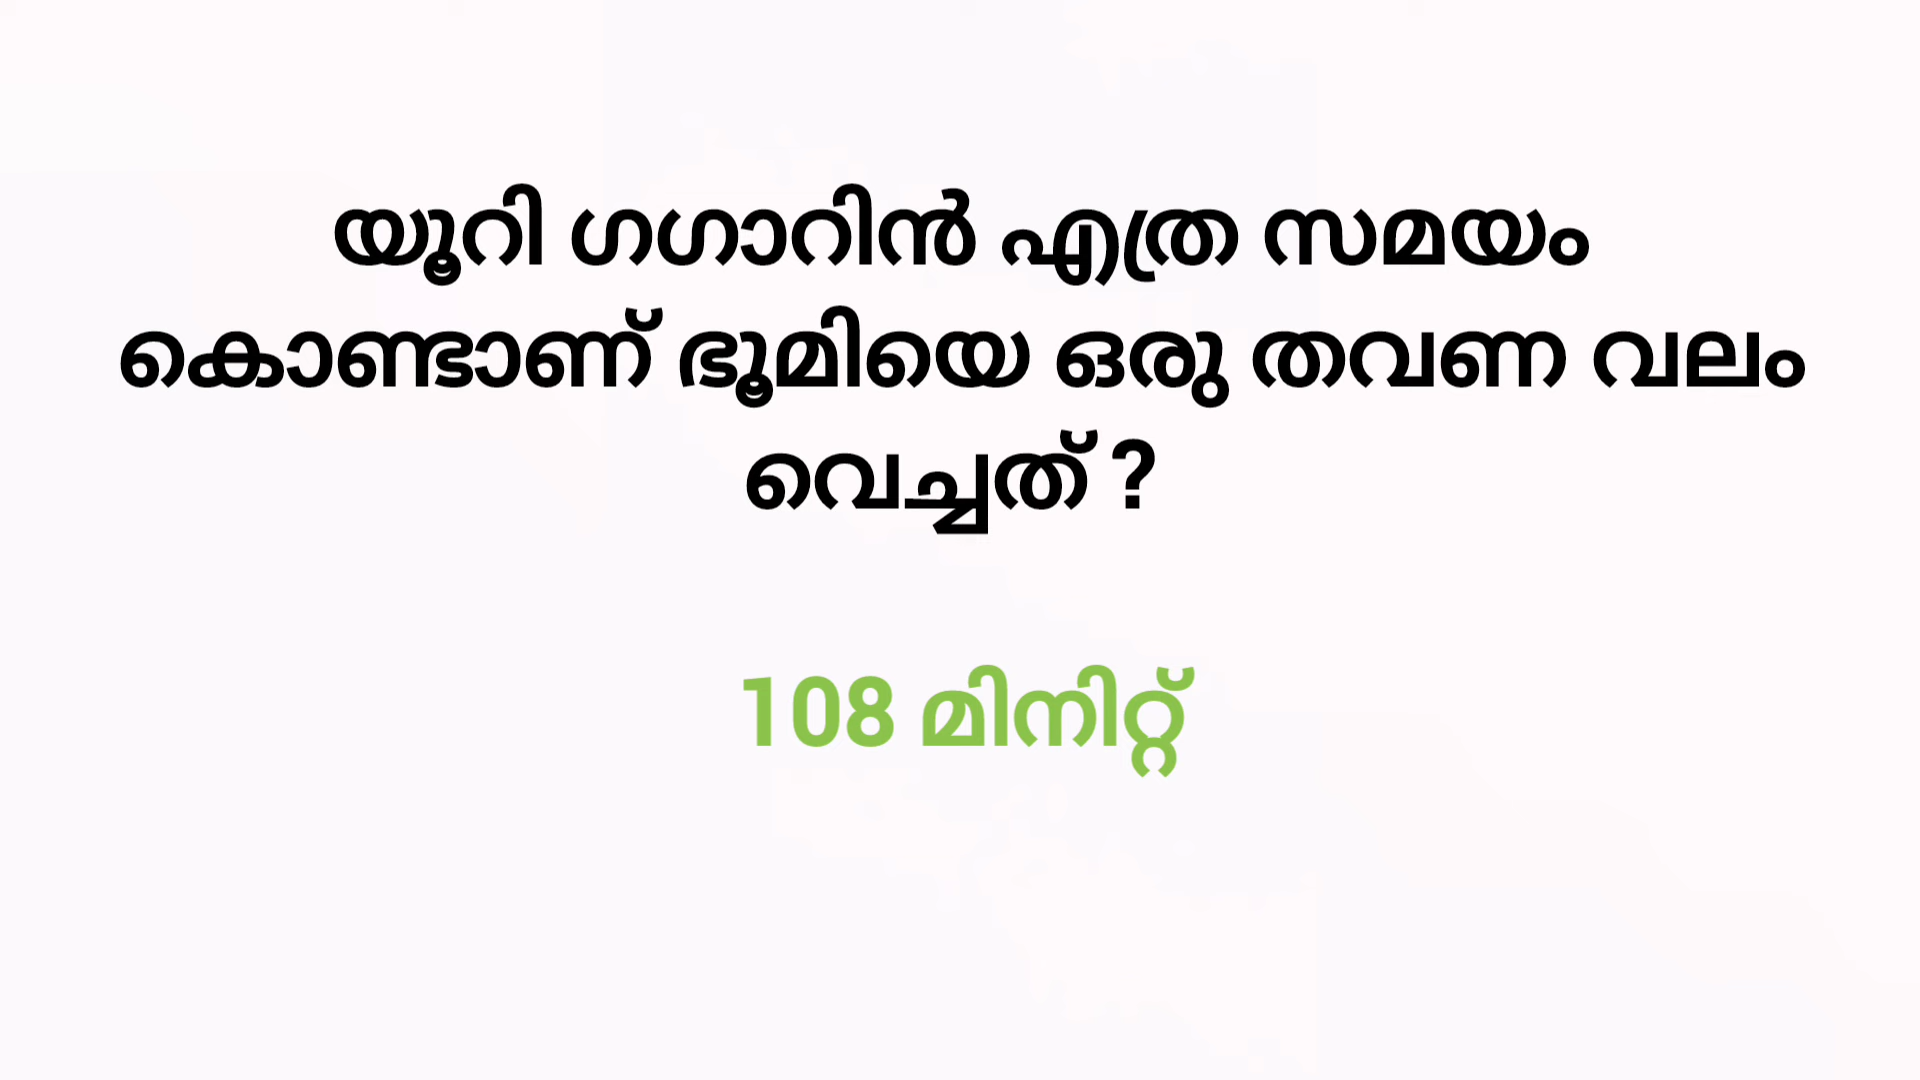 യൂറി ഗഗാറിൻ എത്ര സമയം
കൊണ്ടാണ് ഭൂമിയെ ഒരു തവണ വലം
വെച്ചത് ?
108 മിനിറ്റ്